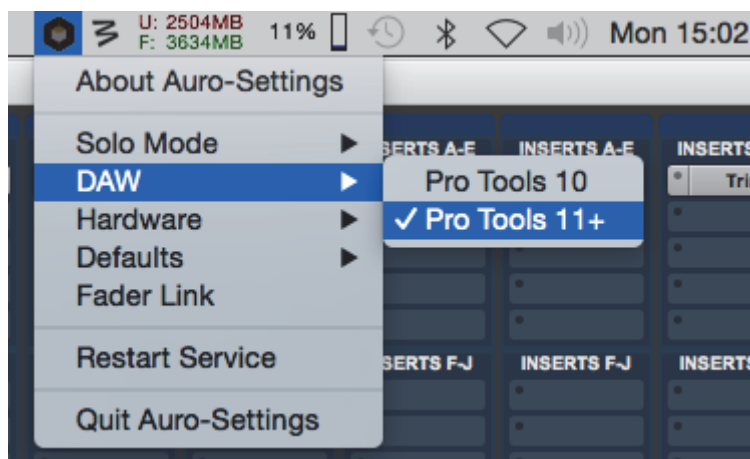 U: 2504MB
F: 3634MB
11%
Mon 15:02
About Auro-Settings
Solo Mode
DAW
Hardware
Defaults
Fader Link
Restart Service
Quit Auro-Settings
Pro Tools 10
✓ Pro Tools 11+
INSERTS A-E
INSERTS F-J INSERTS F-J